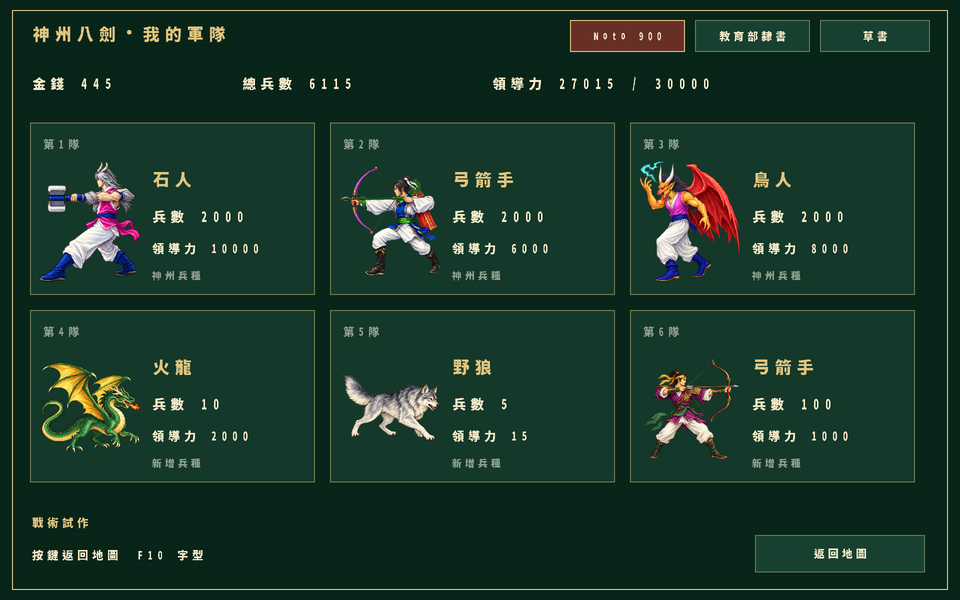 神州八劍·我的軍隊
Noto 900
教育部隸書
草書
金錢 445
總兵數 6115
領導力 27015 / 30000
第1隊
石人
兵數 2000
領導力 10000
神州兵種
第2隊
弓箭手
兵數 2000
領導力 6000
神州兵種
第3隊
鳥人
兵數 2000
領導力 8000
神州兵種
第4隊
火龍
兵數 10
領導力 2000
新增兵種
第5隊
野狼
兵數 5
領導力 15
新增兵種
第6隊
弓箭手
兵數 100
領導力 1000
新增兵種
戰術試作
按鍵返回地圖 F10 字型
返回地圖